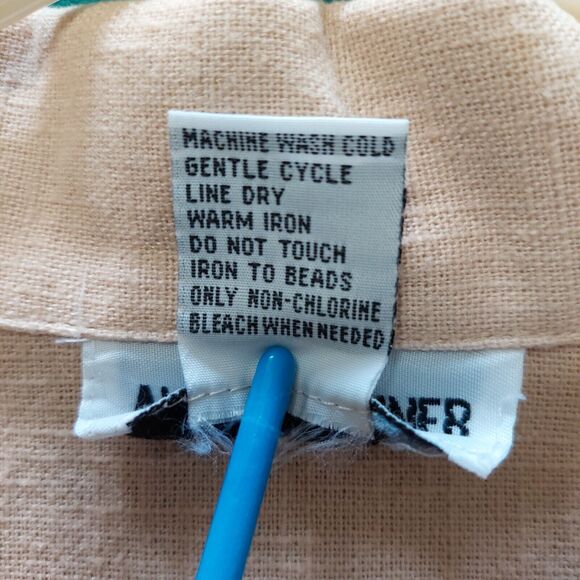 MACHINE WASH COLD
GENTLE CYCLE
LINE DRY
WARM IRON
DO NOT TOUCH
IRON TO BEADS
ONLY NON-CHLORINE
BLEACH WHEN NEEDED